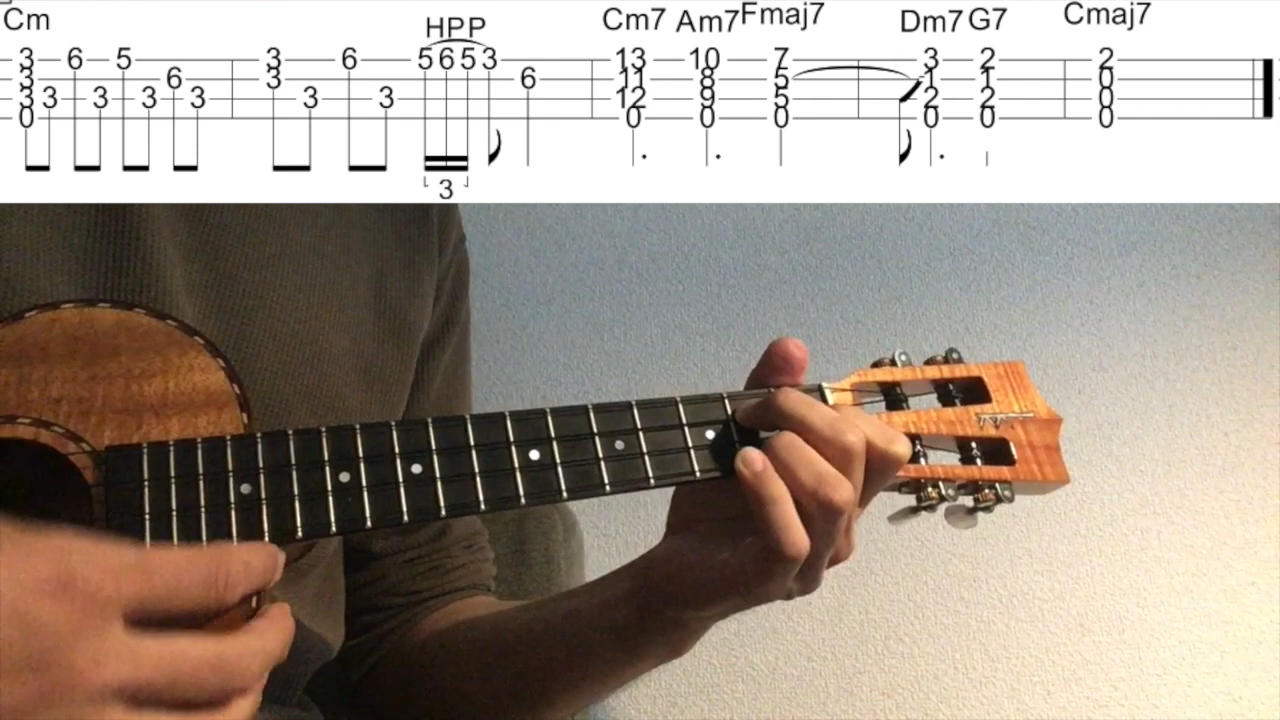 Cm HPP Cm7 Am7 Fmaj7 Dm7 G7 Cmaj7
3 6 5 3 6 5 6 5 3 13 10 7 3 2 2
3 6 3 6 11 8 5 1 1 0
3 3 3 3 3 3 3 12 9 5 2 2 0
0 0 0 0 0 0 0
3